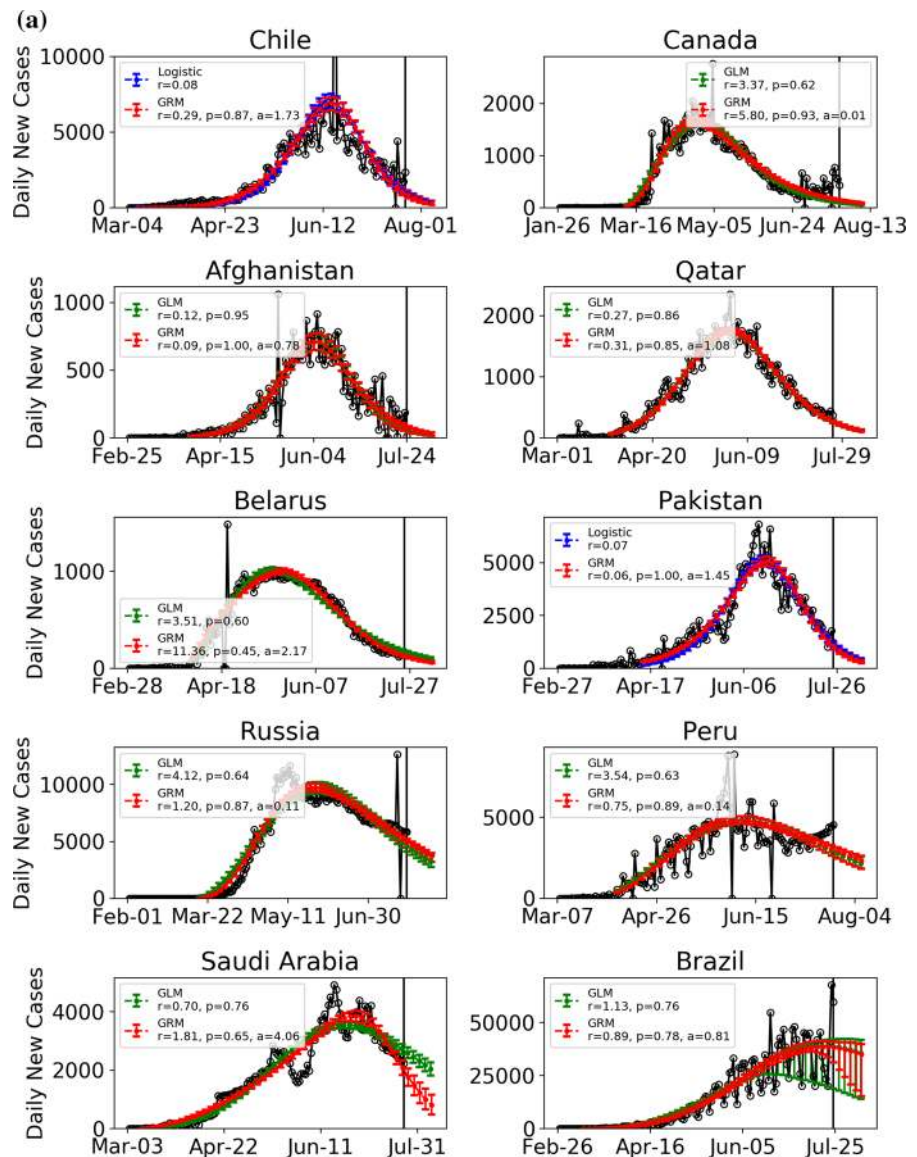 (a)
Chile
Canada
Daily New Cases
10000
5000
0
Logistic
r=0.08
GRM
r=0.29, p=0.87, a=1.73
Mar-04
Apr-23
Jun-12
Aug-01
2000
1000
0
GLM
r=3.37, p=0.62
GRM
r=5.80, p=0.93, a=0.01
Jan-26
Mar-16
May-05
Jun-24
Aug-13
Afghanistan
Qatar
Daily New Cases
1000
500
0
GLM
r=0.12, p=0.95
GRM
r=0.09, p=1.00, a=0.78
Feb-25
Apr-15
Jun-04
Jul-24
2000
1000
0
GLM
r=0.27, p=0.86
GRM
r=0.31, p=0.85, a=1.08
Mar-01
Apr-20
Jun-09
Jul-29
Belarus
Pakistan
Daily New Cases
1000
0
GLM
r=3.51, p=0.60
GRM
r=11.36, p=0.45, a=2.17
Feb-28
Apr-18
Jun-07
Jul-27
5000
2500
0
Logistic
r=0.07
GRM
r=0.06, p=1.00, a=1.45
Feb-27
Apr-17
Jun-06
Jul-26
Russia
Peru
Daily New Cases
10000
5000
0
GLM
r=4.12, p=0.64
GRM
r=1.20, p=0.87, a=0.11
Feb-01
Mar-22
May-11
Jun-30
5000
0
GLM
r=3.54, p=0.63
GRM
r=0.75, p=0.89, a=0.14
Mar-07
Apr-26
Jun-15
Aug-04
Saudi Arabia
Brazil
Daily New Cases
4000
2000
0
GLM
r=0.70, p=0.76
GRM
r=1.81, p=0.65, a=4.06
Mar-03
Apr-22
Jun-11
Jul-31
50000
25000
0
GLM
r=1.13, p=0.76
GRM
r=0.89, p=0.78, a=0.81
Feb-26
Apr-16
Jun-05
Jul-25